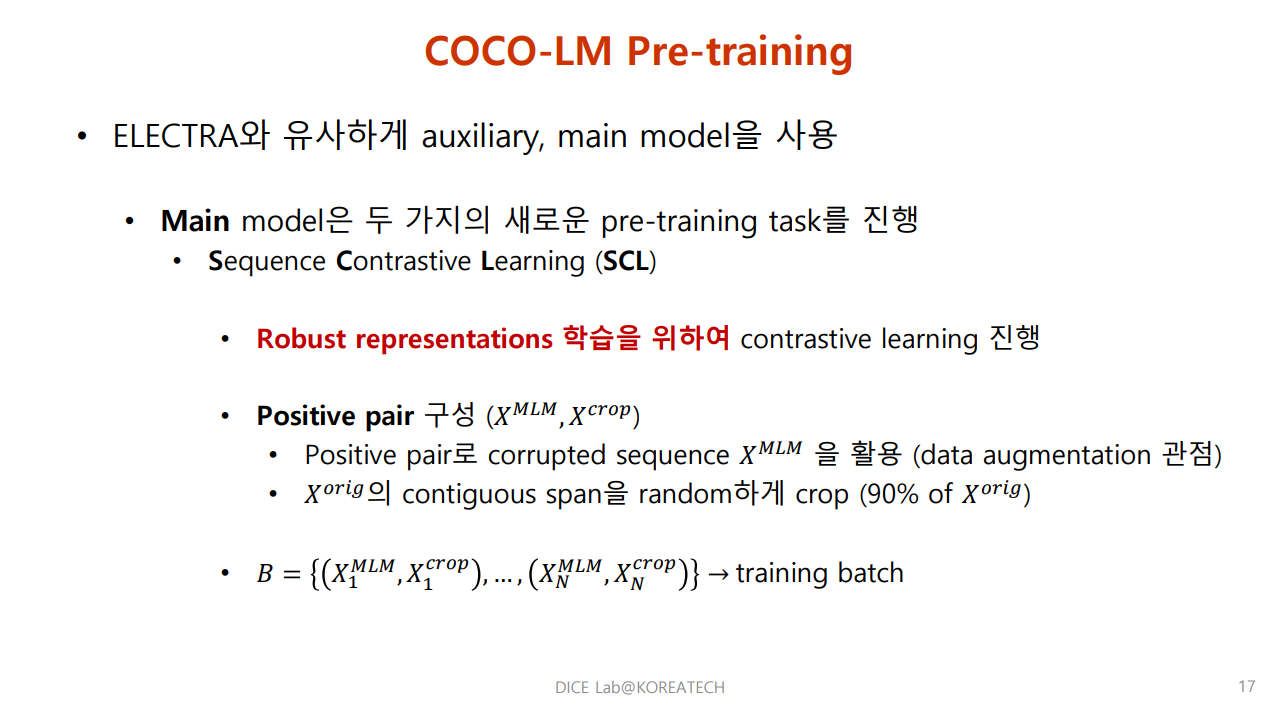 COCO-LM Pre-training
• ELECTRA와 유사하게 auxiliary, main model을 사용
• Main model은 두 가지의 새로운 pre-training task를 진행
• Sequence Contrastive Learning (SCL)
• Robust representations 학습을 위하여 contrastive learning 진행
• Positive pair 구성 (𝑋^{𝑀𝐿𝑀}, 𝑋^{𝑐𝑟𝑜𝑝})
• Positive pair로 corrupted sequence 𝑋^{𝑀𝐿𝑀} 을 활용 (data augmentation 관점)
• 𝑋^{𝑜𝑟𝑖𝑔}의 contiguous span을 random하게 crop (90% of 𝑋^{𝑜𝑟𝑖𝑔})
• 𝐵 = {(𝑋_1^{𝑀𝐿𝑀}, 𝑋_1^{𝑐𝑟𝑜𝑝}), … , (𝑋_𝑁^{𝑀𝐿𝑀}, 𝑋_𝑁^{𝑐𝑟𝑜𝑝})} → training batch
DICE Lab@KOREATECH
17